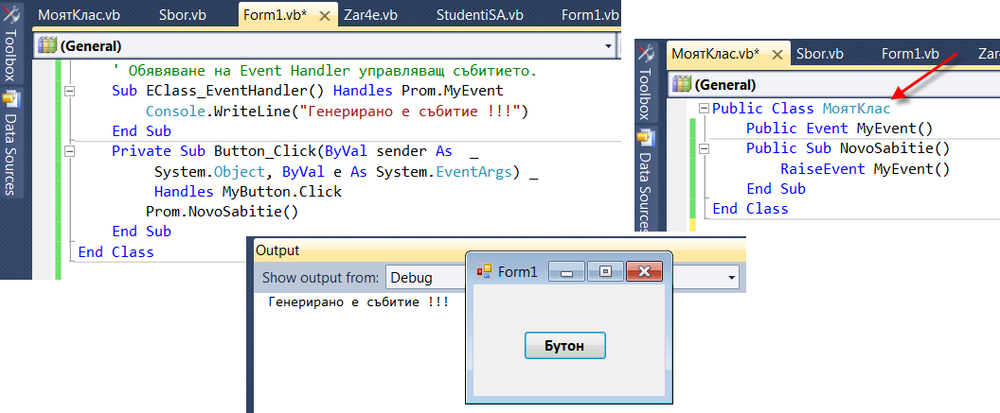 МоятКлас.vb Sbor.vb Form1.vb* Zar4e.vb StudentiSA.vb Form1.vb
Toolbox
Data Sources
(General)
' Обявяване на Event Handler управляващ събитието.
Sub EClass_EventHandler() Handles Prom.MyEvent
Console.WriteLine("Генерирано е събитие !!!")
End Sub
Private Sub Button_Click(ByVal sender As _
System.Object, ByVal e As System.EventArgs) _
Handles MyButton.Click
Prom.NovoSabitie()
End Sub
End Class
МоятКлас.vb* Sbor.vb Form1.vb Zar
Toolbox
Data Sources
(General)
Public Class МоятКлас
Public Event MyEvent()
Public Sub NovoSabitie()
RaiseEvent MyEvent()
End Sub
End Class
Output
Show output from: Debug
Генерирано е събитие !!!
Form1
Бутон